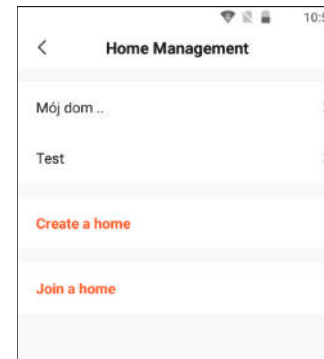 10:5
Home Management
Mój dom ..
Test
Create a home
Join a home